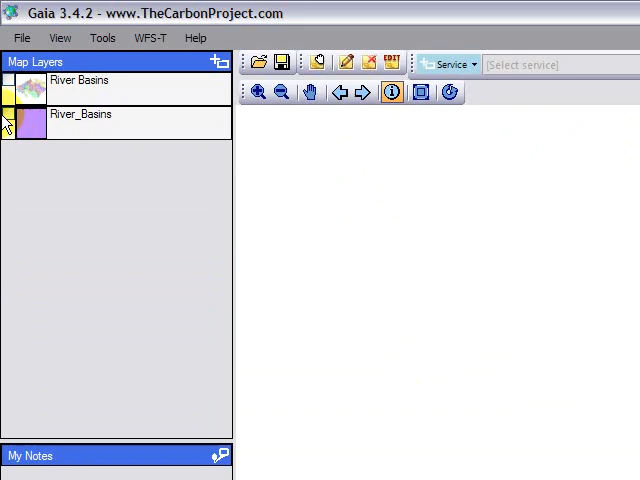 Gaia 3.4.2 - www.TheCarbonProject.com
File View Tools WFS-T Help
Map Layers
River Basins
River_Basins
EDIT
Service [Select service]
My Notes